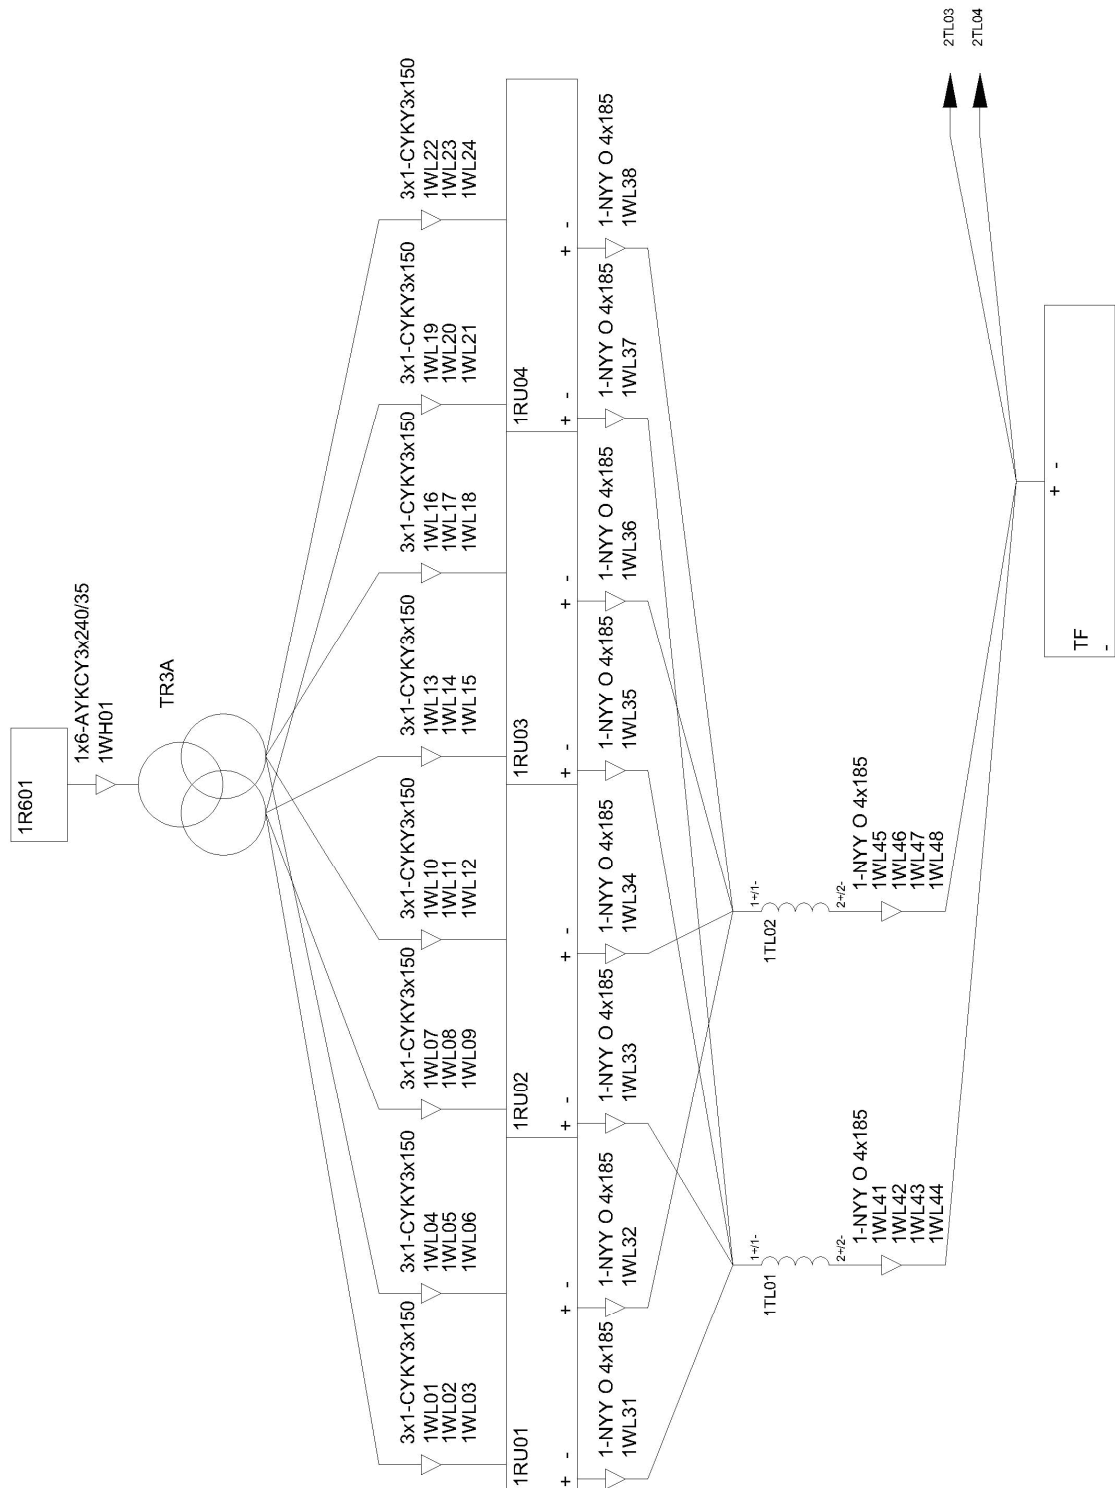 1R601
1x6-AYKCY3x240/35
1WH01
TR3A
3x1-CYKY3x150
1WL01
1WL02
1WL03
3x1-CYKY3x150
1WL04
1WL05
1WL06
3x1-CYKY3x150
1WL07
1WL08
1WL09
3x1-CYKY3x150
1WL10
1WL11
1WL12
3x1-CYKY3x150
1WL13
1WL14
1WL15
3x1-CYKY3x150
1WL16
1WL17
1WL18
3x1-CYKY3x150
1WL19
1WL20
1WL21
3x1-CYKY3x150
1WL22
1WL23
1WL24
1RU01
1RU02
1RU03
1RU04
+ -
+ -
+ -
+ -
+ -
+ -
+ -
+ -
1-NYY O 4x185
1WL31
1-NYY O 4x185
1WL32
1-NYY O 4x185
1WL33
1-NYY O 4x185
1WL34
1-NYY O 4x185
1WL35
1-NYY O 4x185
1WL36
1-NYY O 4x185
1WL37
1-NYY O 4x185
1WL38
1+/1-
1TL01
2+/2-
1+/1-
1TL02
2+/2-
1-NYY O 4x185
1WL41
1WL42
1WL43
1WL44
1-NYY O 4x185
1WL45
1WL46
1WL47
1WL48
2TL03
2TL04
+ -
TF
-